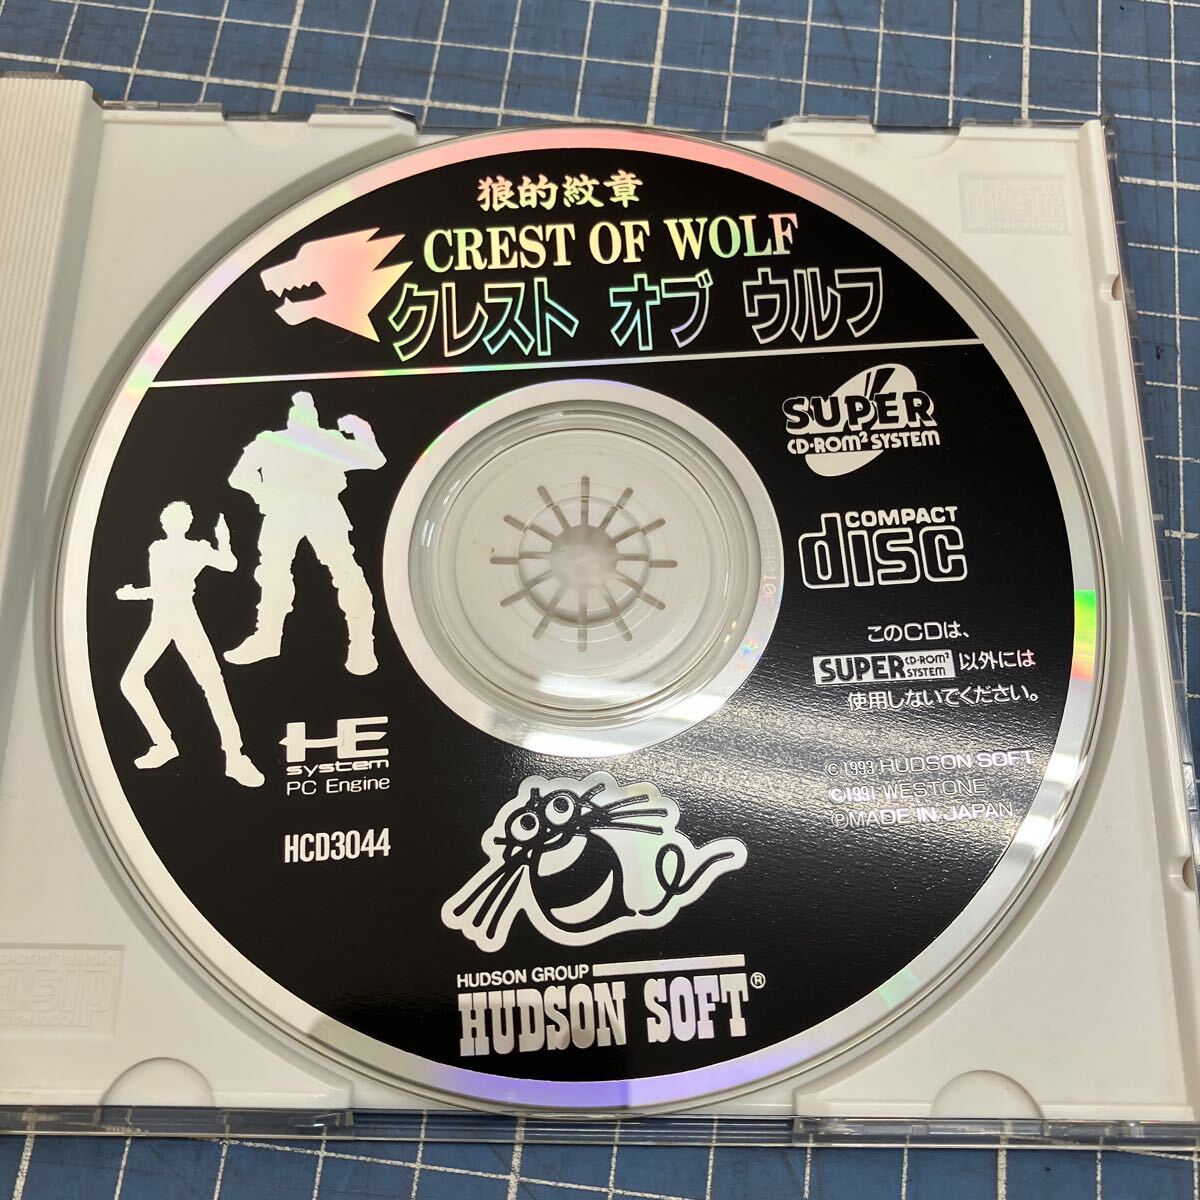 狼的紋章
CREST OF WOLF
クレスト オブ ウルフ
SUPER
CD-ROM² SYSTEM
COMPACT
disc
このCDは、
SUPER CD-ROM² SYSTEM 以外には
使用しないでください。
©1993 HUDSON SOFT
©1991 WESTONE
ⓅMADE IN JAPAN
HE
system
PC Engine
HCD3044
HUDSON GROUP
HUDSON SOFT®